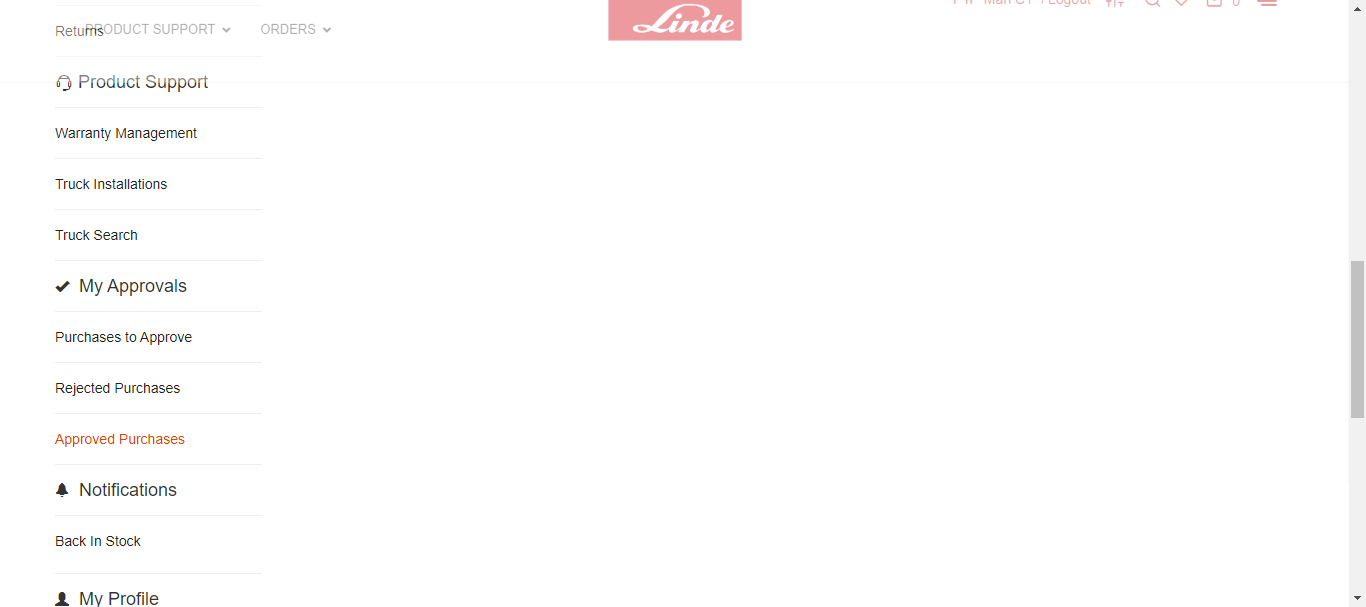 / Logout
0
Returns
PRODUCT SUPPORT
ORDERS
Linde
Product Support
Warranty Management
Truck Installations
Truck Search
My Approvals
Purchases to Approve
Rejected Purchases
Approved Purchases
Notifications
Back In Stock
My Profile